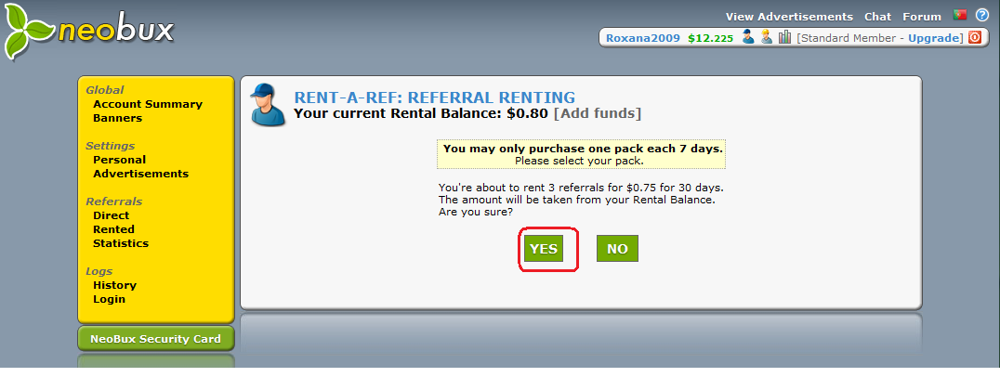 neobux
View Advertisements Chat Forum
Roxana2009 $12.225 [Standard Member - Upgrade]
Global
Account Summary
Banners
Settings
Personal
Advertisements
Referrals
Direct
Rented
Statistics
Logs
History
Login
NeoBux Security Card
RENT-A-REF: REFERRAL RENTING
Your current Rental Balance: $0.80 [Add funds]
You may only purchase one pack each 7 days.
Please select your pack.
You're about to rent 3 referrals for $0.75 for 30 days.
The amount will be taken from your Rental Balance.
Are you sure?
YES NO